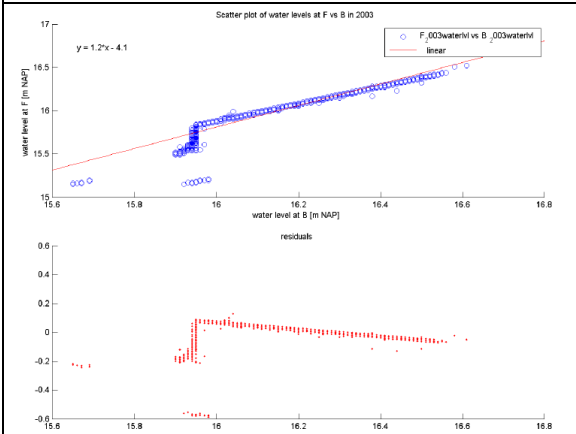 Scatter plot of water levels at F vs B in 2003
y = 1.2*x - 4.1
F2003waterlvl vs B2003waterlvl
linear
water level at F [m NAP]
17
16.5
16
15.5
15
15.6 15.8 16 16.2 16.4 16.6 16.8
water level at B [m NAP]
residuals
0.6
0.4
0.2
0
-0.2
-0.4
-0.6
15.6 15.8 16 16.2 16.4 16.6 16.8